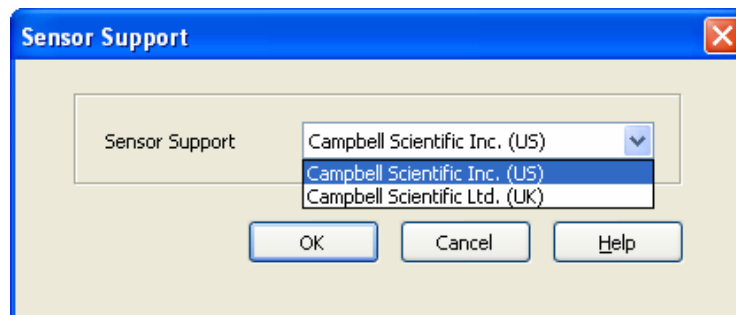 Sensor Support
Sensor Support Campbell Scientific Inc. (US)
Campbell Scientific Inc. (US)
Campbell Scientific Ltd. (UK)
OK Cancel Help